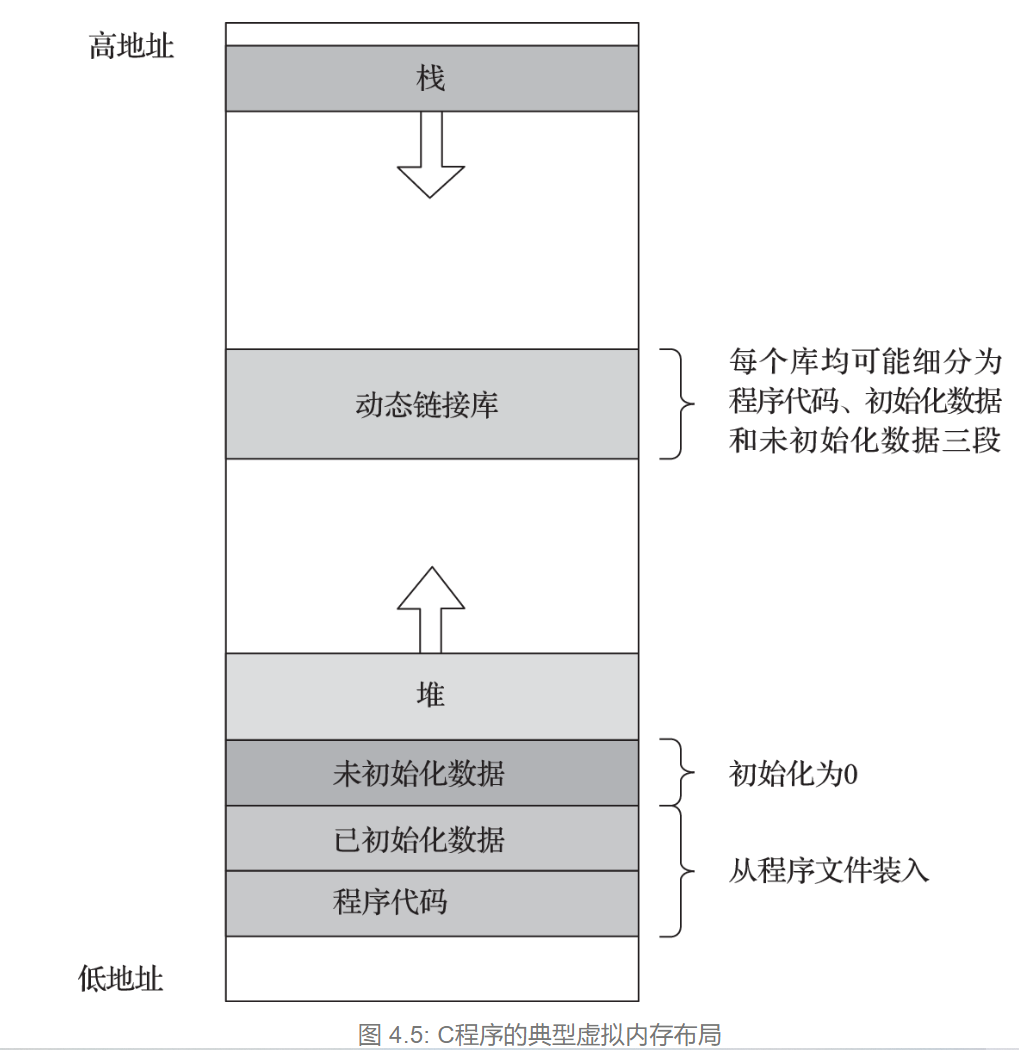 高地址
栈
每个库均可能细分为
动态链接库
程序代码、初始化数据
和未初始化数据三段
堆
未初始化数据
初始化为0
已初始化数据
从程序文件装入
程序代码
低地址
图 4.5: C程序的典型虚拟内存布局